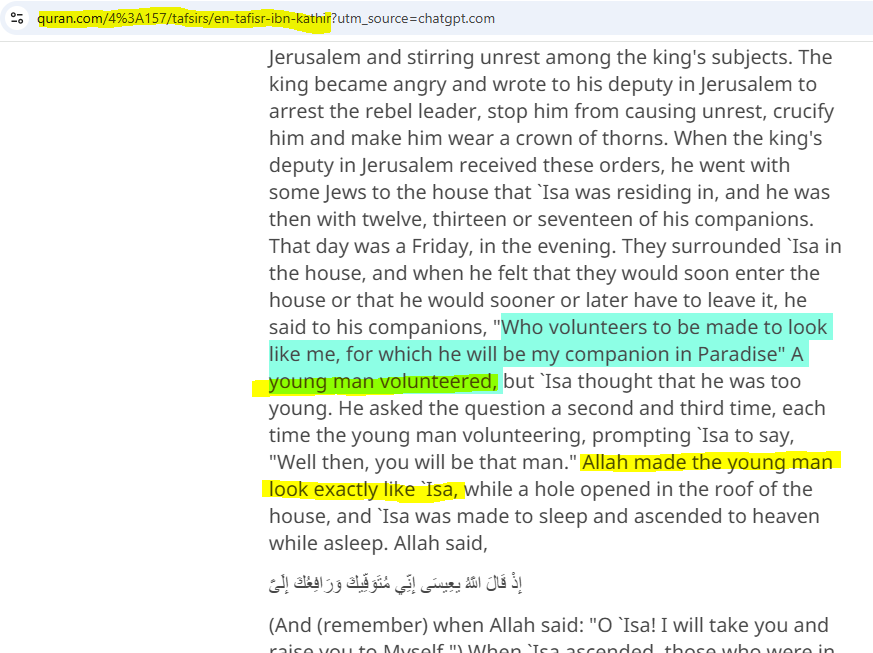 quran.com/4%3A157/tafsirs/en-tafisr-ibn-kathir?utm_source=chatgpt.com
Jerusalem and stirring unrest among the king's subjects. The
king became angry and wrote to his deputy in Jerusalem to
arrest the rebel leader, stop him from causing unrest, crucify
him and make him wear a crown of thorns. When the king's
deputy in Jerusalem received these orders, he went with
some Jews to the house that `Isa was residing in, and he was
then with twelve, thirteen or seventeen of his companions.
That day was a Friday, in the evening. They surrounded `Isa in
the house, and when he felt that they would soon enter the
house or that he would sooner or later have to leave it, he
said to his companions, "Who volunteers to be made to look
like me, for which he will be my companion in Paradise" A
young man volunteered, but `Isa thought that he was too
young. He asked the question a second and third time, each
time the young man volunteering, prompting `Isa to say,
"Well then, you will be that man." Allah made the young man
look exactly like `Isa, while a hole opened in the roof of the
house, and `Isa was made to sleep and ascended to heaven
while asleep. Allah said,
إِذْ قَالَ اللَّهُ يعِيسَى إِنِّي مُتَوَفِّيكَ وَرَافِعُكَ إِلَىَّ
(And (remember) when Allah said: "O `Isa! I will take you and
raise you to Myself.") When `Isa ascended, those who were in